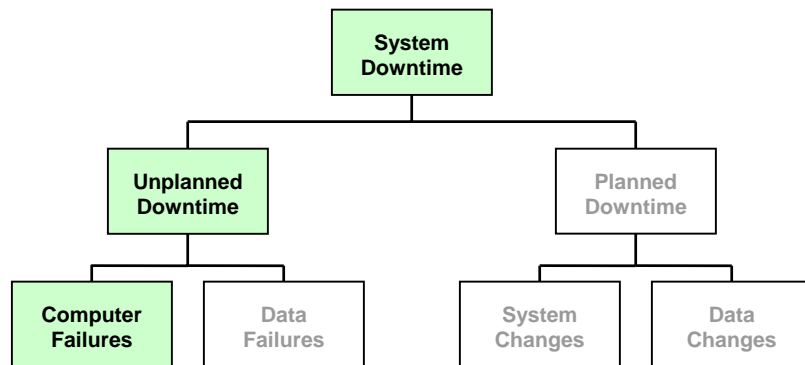 System
Downtime
Unplanned
Downtime
Planned
Downtime
Computer
Failures
Data
Failures
System
Changes
Data
Changes